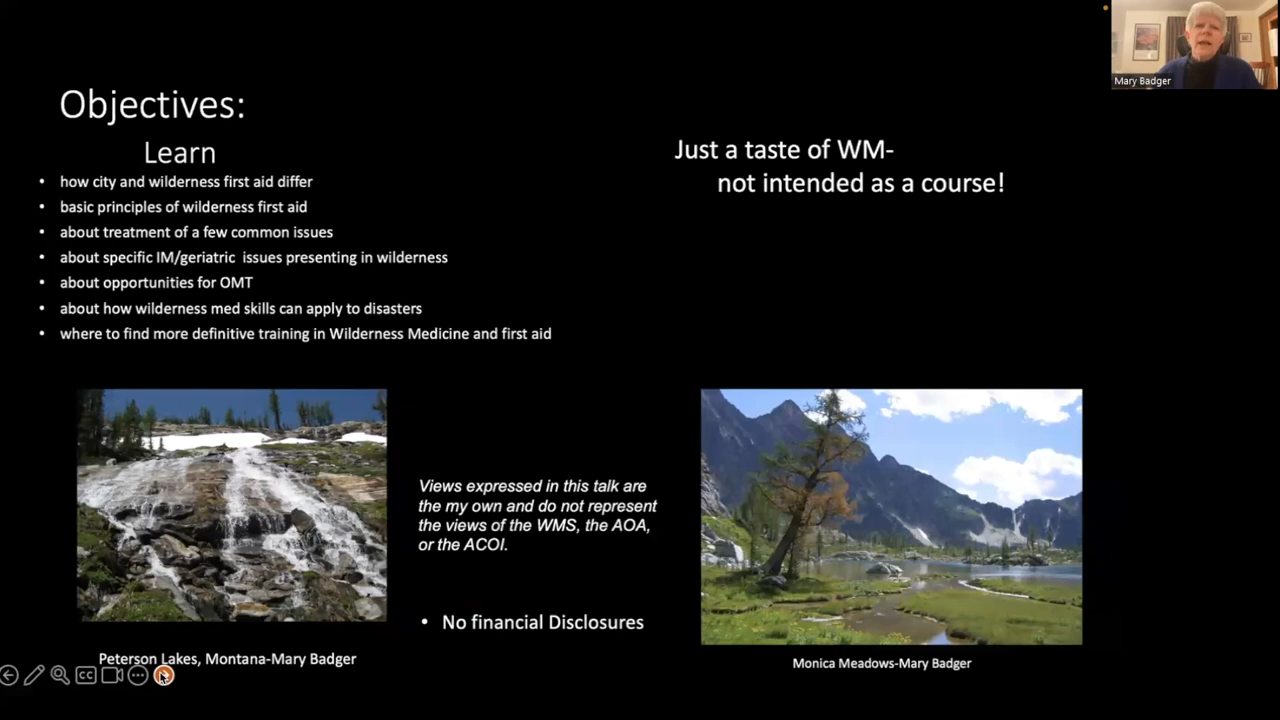 Mary Badger
Objectives:
Learn
• how city and wilderness first aid differ
• basic principles of wilderness first aid
• about treatment of a few common issues
• about specific IM/geriatric issues presenting in wilderness
• about opportunities for OMT
• about how wilderness med skills can apply to disasters
• where to find more definitive training in Wilderness Medicine and first aid
Just a taste of WM-
not intended as a course!
Views expressed in this talk are
the my own and do not represent
the views of the WMS, the AOA,
or the ACOI.
• No financial Disclosures
Peterson Lakes, Montana-Mary Badger
Monica Meadows-Mary Badger
CC